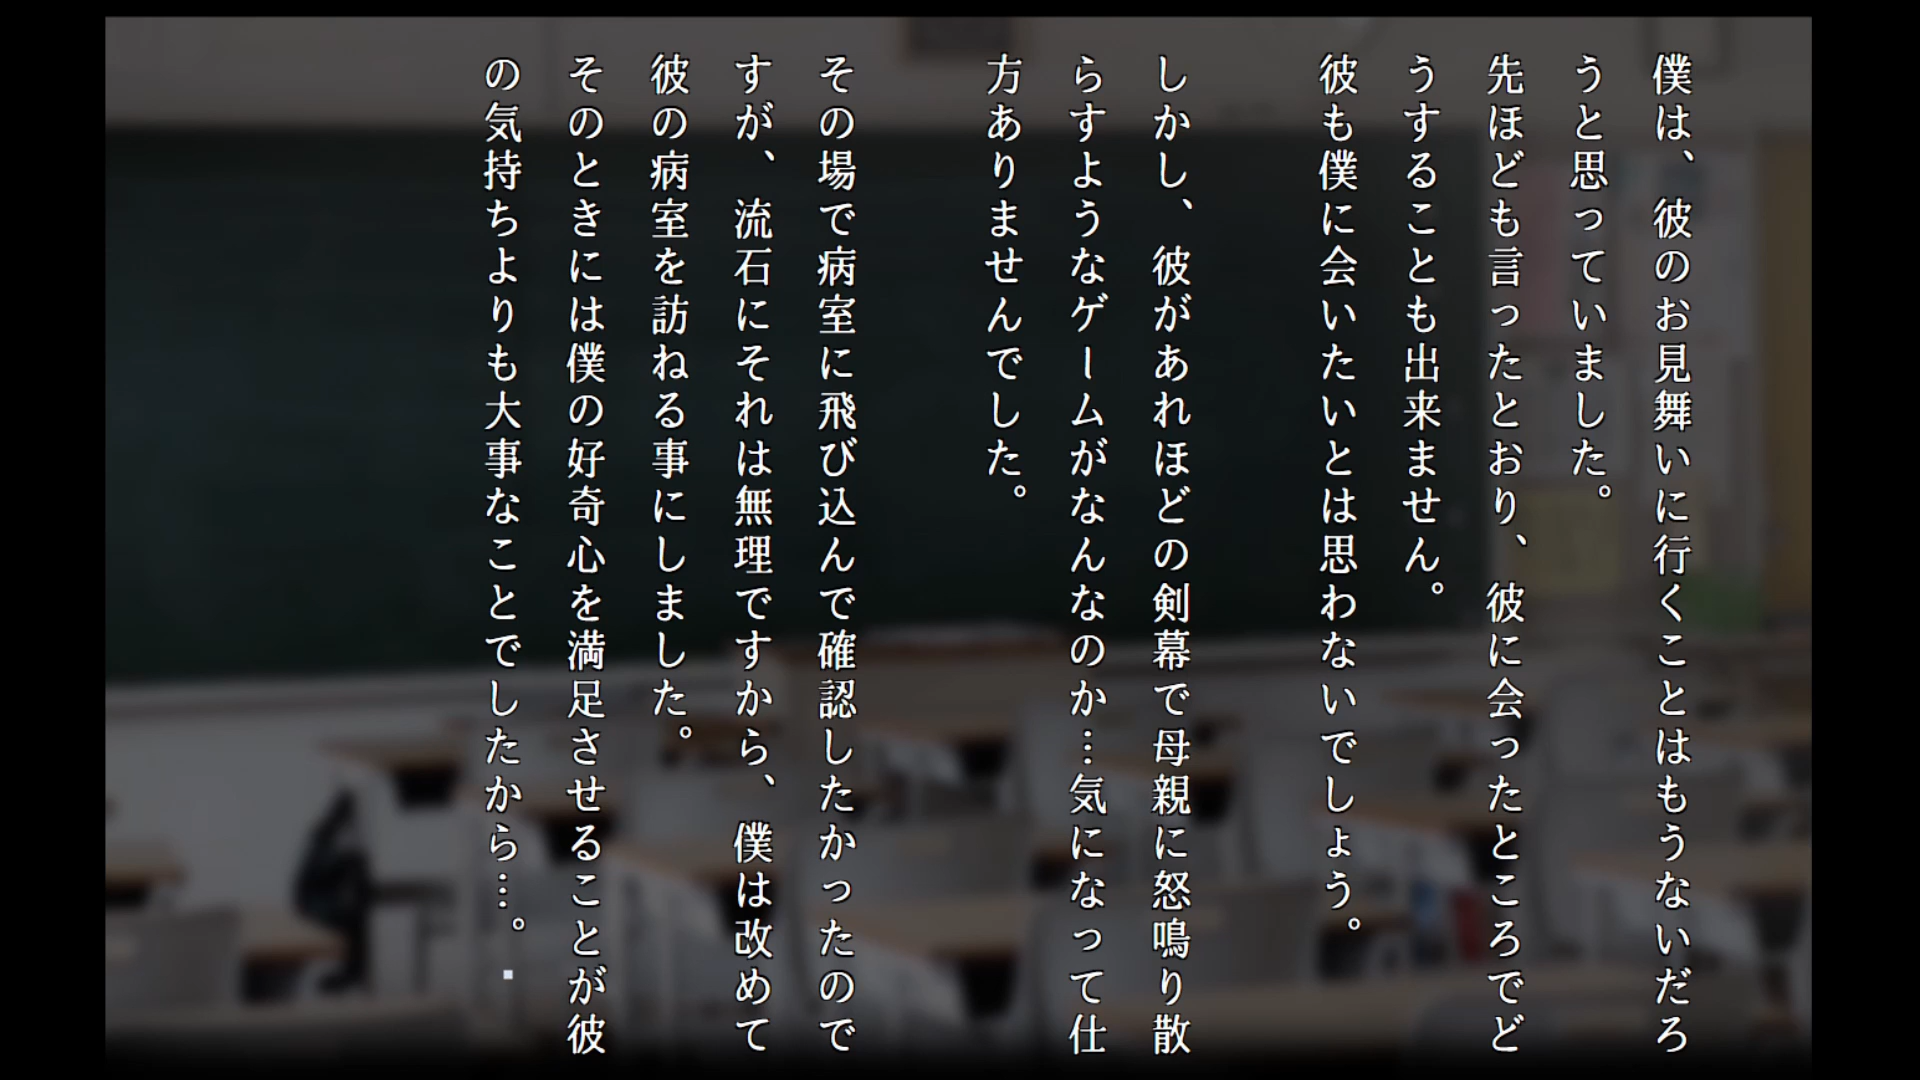 僕は、彼のお見舞いに行くことはもうないだろ
うと思っていました。
先ほども言ったとおり、彼に会ったところでど
うすることも出来ません。
彼も僕に会いたいとは思わないでしょう。
しかし、彼があれほどの剣幕で母親に怒鳴り散
らすようなゲームがなんなのか…気になって仕
方ありませんでした。
その場で病室に飛び込んで確認したかったので
すが、流石にそれは無理ですから、僕は改めて
彼の病室を訪ねる事にしました。
そのときには僕の好奇心を満足させることが彼
の気持ちよりも大事なことでしたから…。